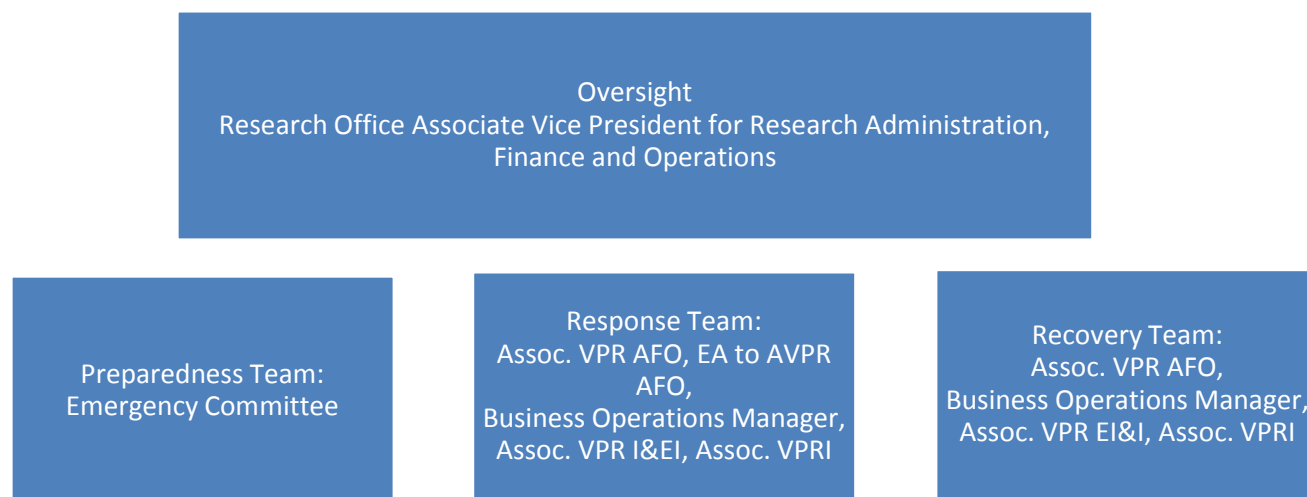 Oversight
Research Office Associate Vice President for Research Administration,
Finance and Operations
Preparedness Team:
Emergency Committee
Response Team:
Assoc. VPR AFO, EA to AVPR
AFO,
Business Operations Manager,
Assoc. VPR I&EI, Assoc. VPRI
Recovery Team:
Assoc. VPR AFO,
Business Operations Manager,
Assoc. VPR EI&I, Assoc. VPRI